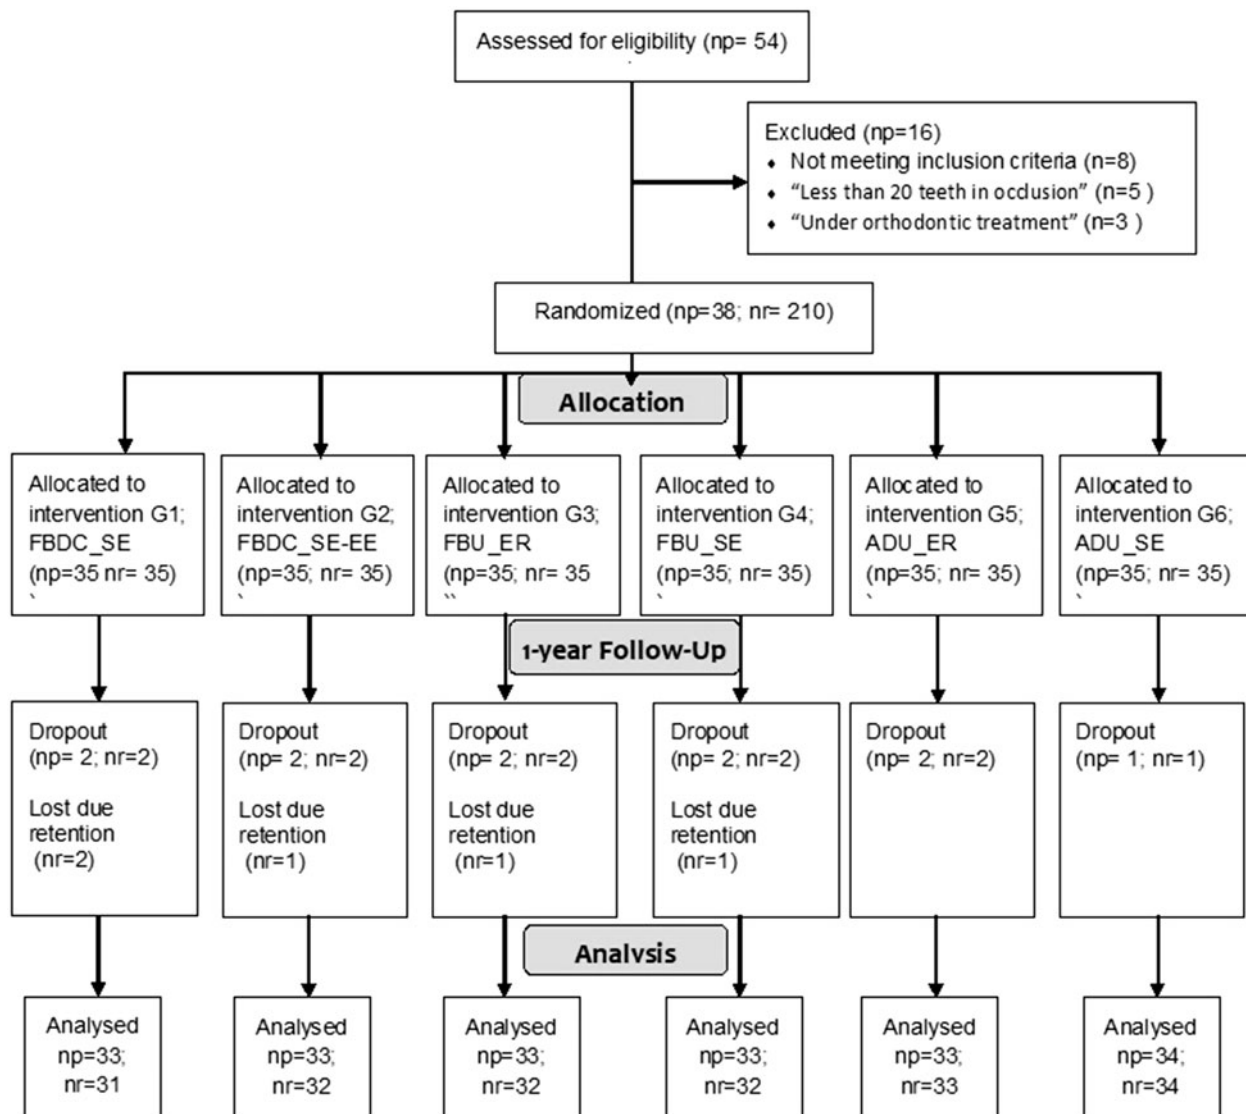 Assessed for eligibility (np= 54)
Excluded (np=16)
⬧ Not meeting inclusion criteria (n=8)
⬧ “Less than 20 teeth in occlusion” (n=5 )
⬧ “Under orthodontic treatment” (n=3 )
Randomized (np=38; nr= 210)
Allocation
Allocated to
intervention G1;
FBDC_SE
(np=35 nr= 35)
`
Allocated to
intervention G2;
FBDC_SE-EE
(np=35; nr= 35)
`
Allocated to
intervention G3;
FBU_ER
(np=35; nr= 35
``
Allocated to
intervention G4;
FBU_SE
(np=35; nr= 35)
`
Allocated to
intervention G5;
ADU_ER
(np=35; nr= 35)
`
Allocated to
intervention G6;
ADU_SE
(np=35; nr= 35)
`
1-year Follow-Up
Dropout
(np= 2; nr=2)
Lost due
retention
(nr=2)
Dropout
(np= 2; nr=2)
Lost due
retention
(nr=1)
Dropout
(np= 2; nr=2)
Lost due
retention
(nr=1)
Dropout
(np= 2; nr=2)
Lost due
retention
(nr=1)
Dropout
(np= 2; nr=2)
Dropout
(np= 1; nr=1)
Analysis
Analysed
np=33;
nr=31
Analysed
np=33;
nr=32
Analysed
np=33;
nr=32
Analysed
np=33;
nr=32
Analysed
np=33;
nr=33
Analysed
np=34;
nr=34